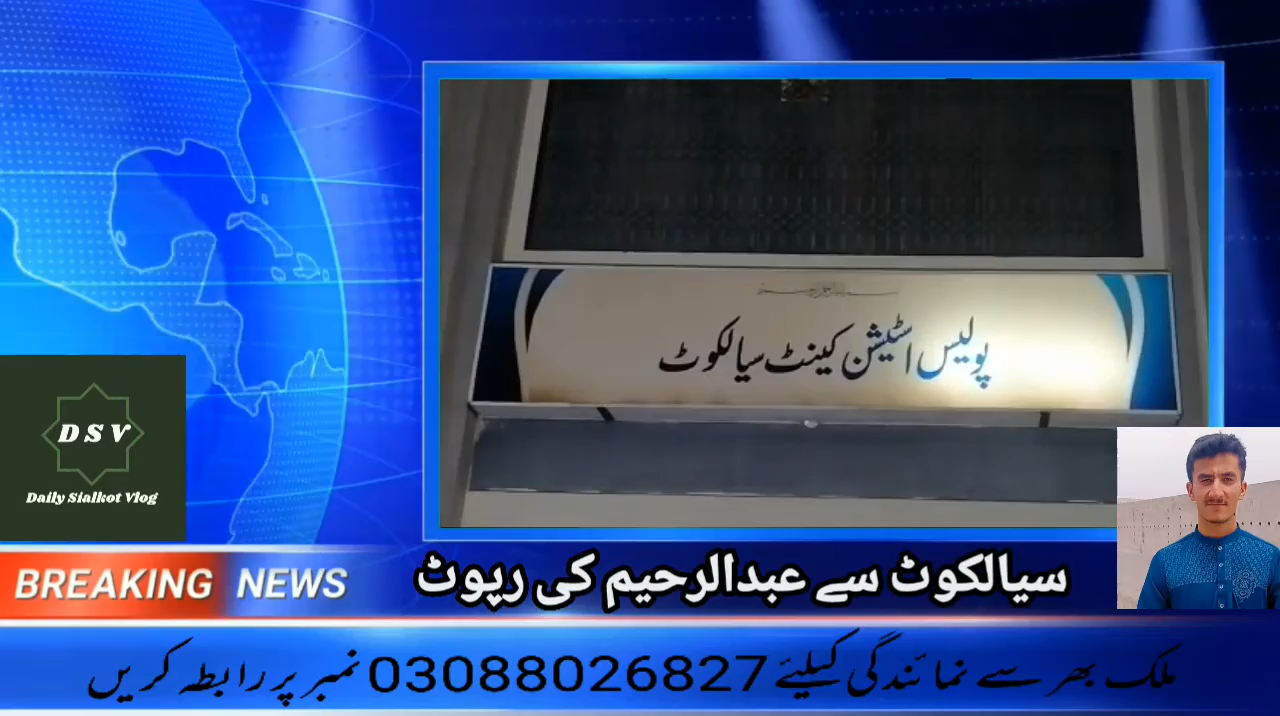 پولیس اسٹیشن کینٹ سیالکوٹ
D S V
Daily Sialkot Vlog
BREAKING NEWS
سیالکوٹ سے عبدالرحیم کی رپوٹ
ملک بھر سے نمائندگی کیلئے 03088026827 نمبر پر رابطہ کریں